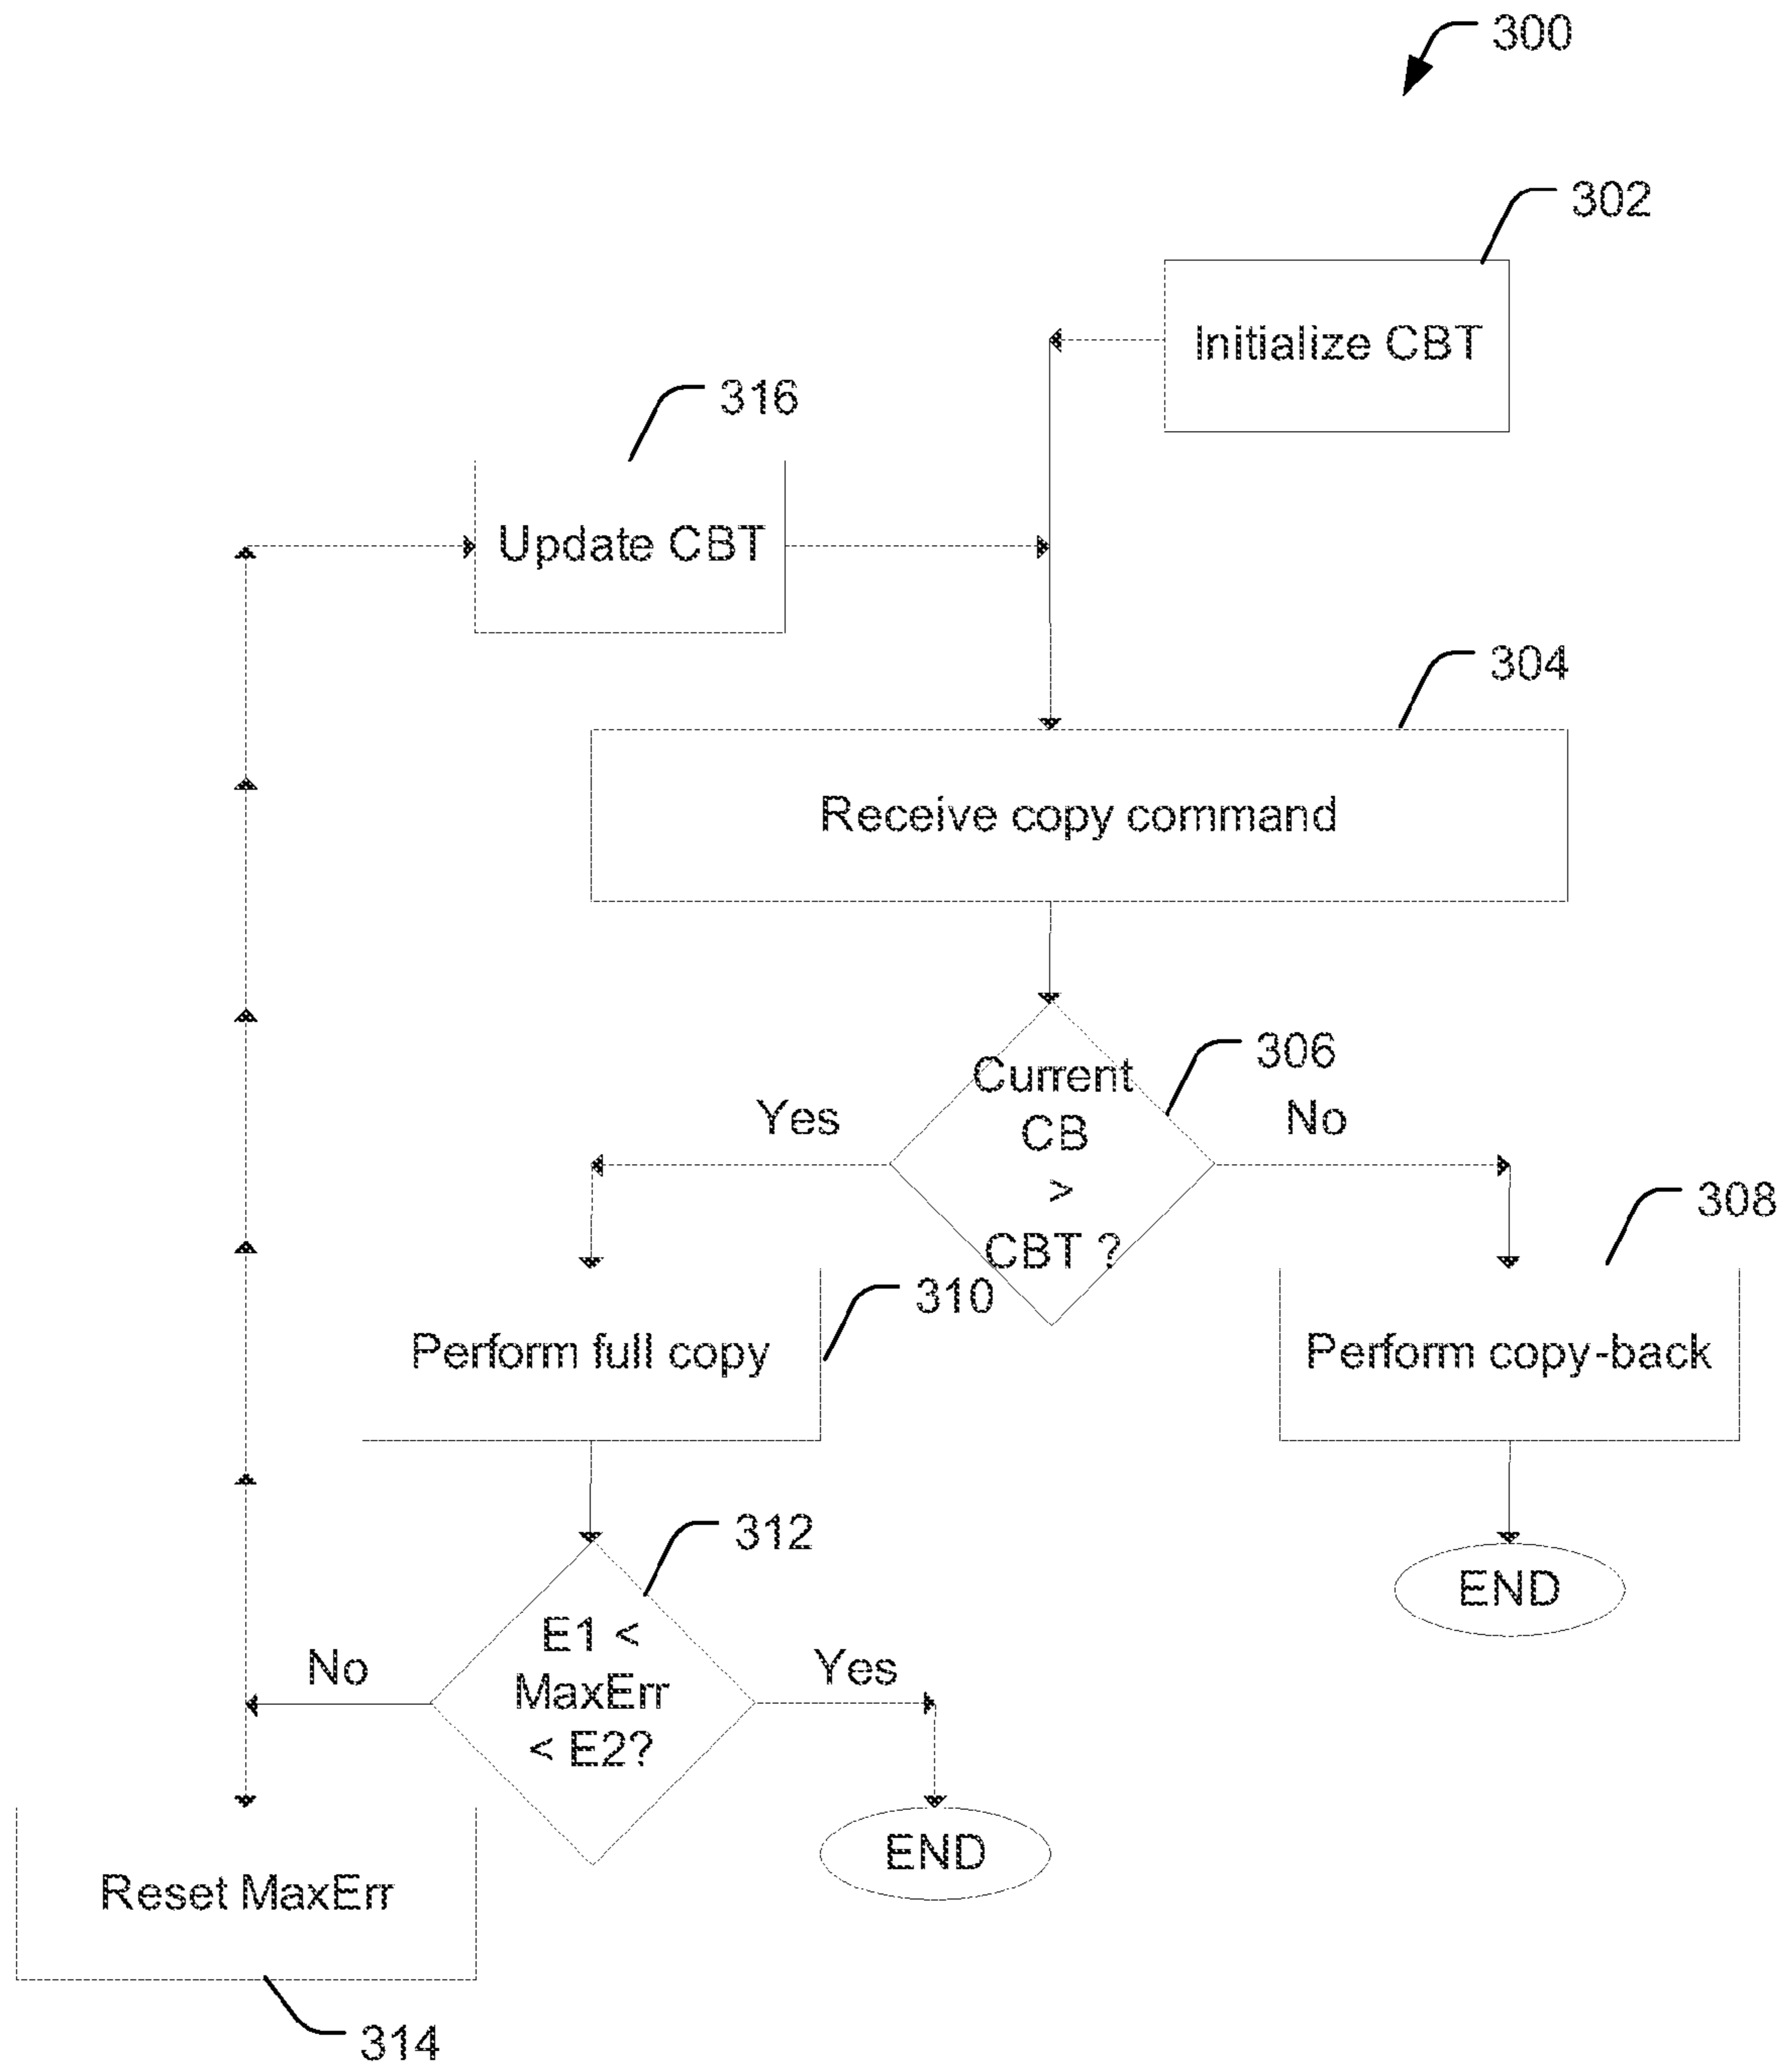 300
302
Initialize CBT
316
Update CBT
304
Receive copy command
306
Current
CB
>
CBT ?
Yes
No
308
310
Perform full copy
Perform copy-back
312
E1 <
MaxErr
< E2?
No
Yes
END
END
Reset MaxErr
314